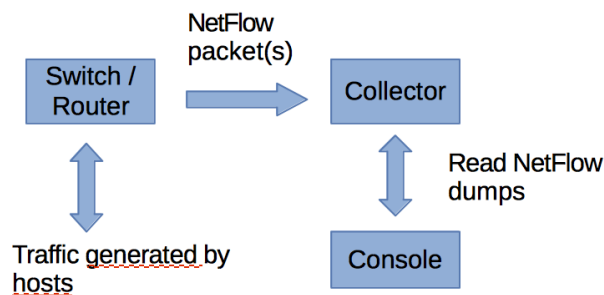 NetFlow
packet(s)
Switch /
Router
Collector
Read NetFlow
dumps
Traffic generated by
hosts
Console